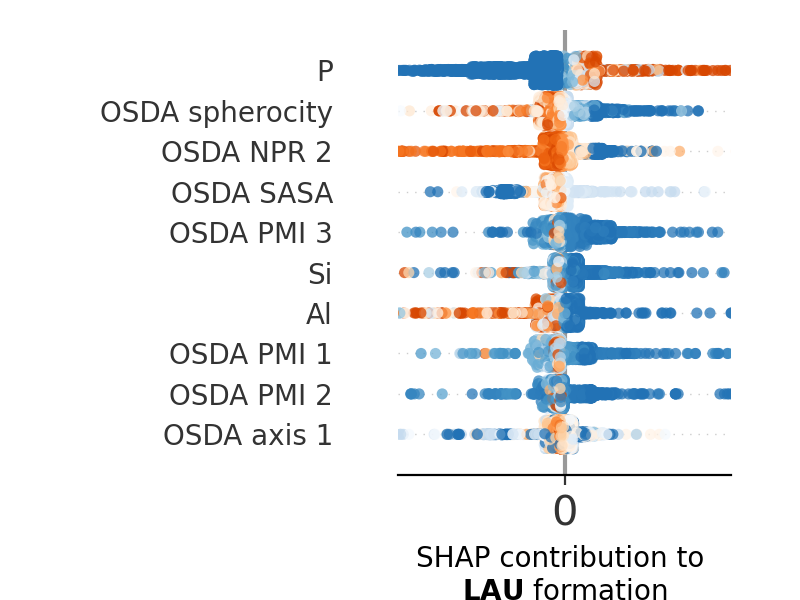 P
OSDA spherocity
OSDA NPR 2
OSDA SASA
OSDA PMI 3
Si
Al
OSDA PMI 1
OSDA PMI 2
OSDA axis 1
0
SHAP contribution to
LAU formation